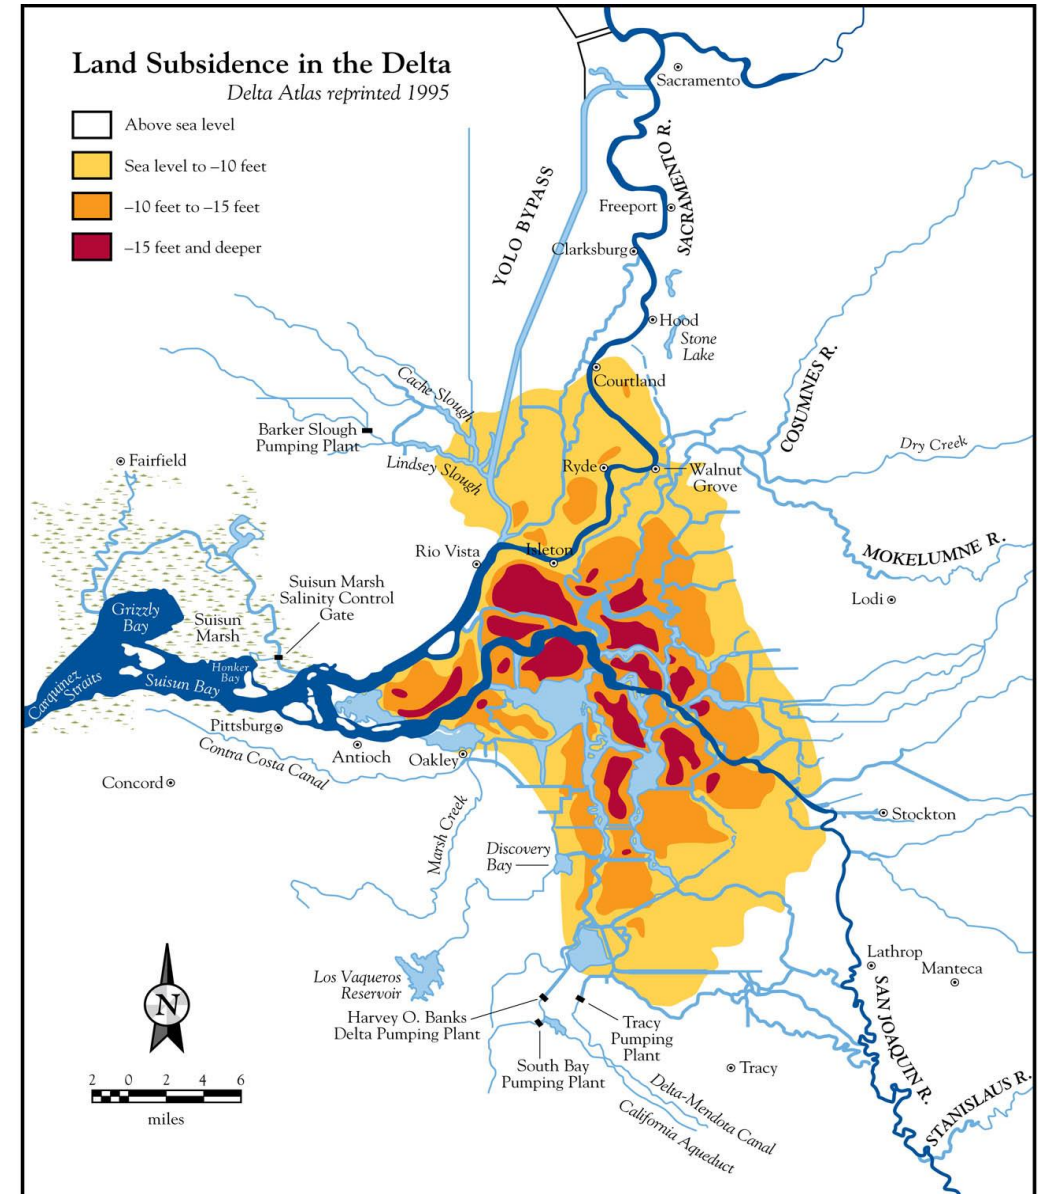 Land Subsidence in the Delta
Delta Atlas reprinted 1995
Above sea level
Sea level to –10 feet
–10 feet to –15 feet
–15 feet and deeper
Sacramento
SACRAMENTO R.
YOLO BYPASS
Freeport
Clarksburg
Hood
Stone
Lake
Courtland
Cache Slough
COSUMNES R.
Barker Slough
Pumping Plant
Dry Creek
Fairfield
Lindsey Slough
Ryde
Walnut
Grove
Rio Vista
Isleton
MOKELUMNE R.
Suisun Marsh
Salinity Control
Gate
Lodi
Grizzly
Bay
Suisun
Marsh
Honker
Bay
Carquinez
Straits
Suisun Bay
Pittsburg
Antioch
Oakley
Contra Costa Canal
Concord
Marsh Creek
Stockton
Discovery
Bay
Los Vaqueros
Reservoir
Lathrop
Manteca
Harvey O. Banks
Delta Pumping Plant
Tracy
Pumping
Plant
SAN JOAQUIN R.
South Bay
Pumping Plant
Tracy
Delta-Mendota Canal
California Aqueduct
STANISLAUS R.
N
2 0 2 4 6
miles